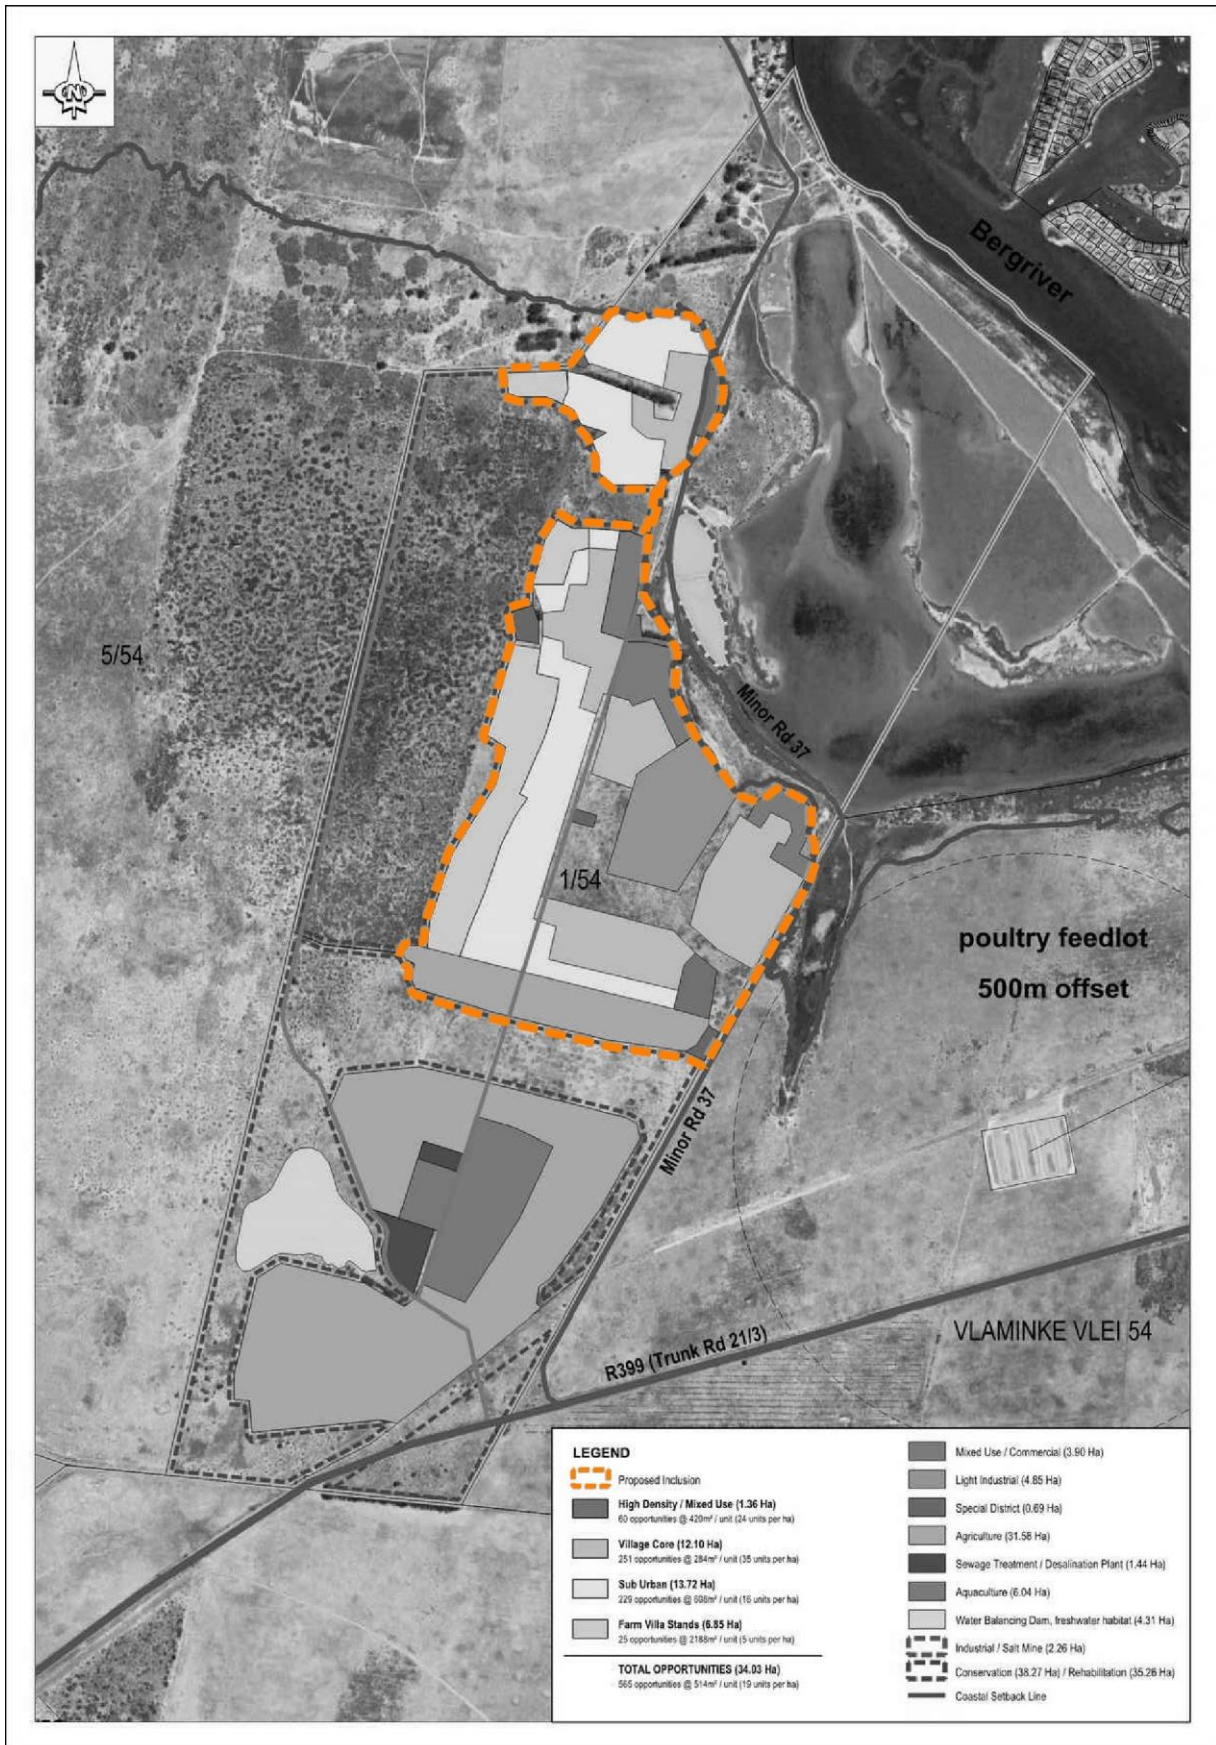 N
Bergriver
5/54
Minor Rd 37
1/54
poultry feedlot
500m offset
Minor Rd 37
VLAMINKE VLEI 54
R399 (Trunk Rd 21/3)
LEGEND
Proposed Inclusion
High Density / Mixed Use (1.36 Ha)
60 opportunities @ 420m² / unit (24 units per ha)
Village Core (12.10 Ha)
251 opportunities @ 284m² / unit (35 units per ha)
Sub Urban (13.72 Ha)
229 opportunities @ 608m² / unit (16 units per ha)
Farm Villa Stands (6.85 Ha)
25 opportunities @ 2188m² / unit (5 units per ha)
TOTAL OPPORTUNITIES (34.03 Ha)
565 opportunities @ 514m² / unit (19 units per ha)
Mixed Use / Commercial (3.90 Ha)
Light Industrial (4.85 Ha)
Special District (0.69 Ha)
Agriculture (31.58 Ha)
Sewage Treatment / Desalination Plant (1.44 Ha)
Aquaculture (6.04 Ha)
Water Balancing Dam, freshwater habitat (4.31 Ha)
Industrial / Salt Mine (2.26 Ha)
Conservation (38.27 Ha) / Rehabilitation (35.26 Ha)
Coastal Setback Line